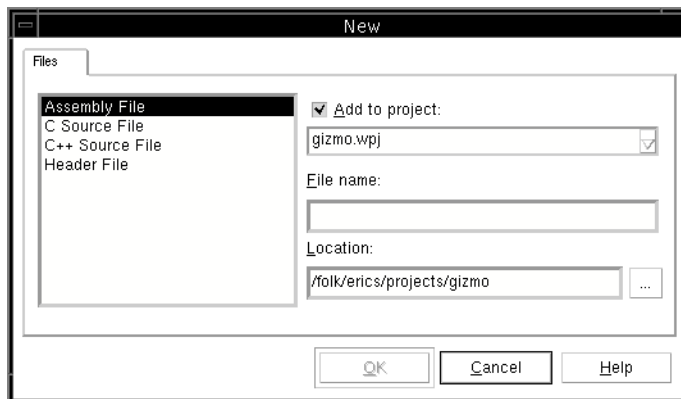 New
Files
Assembly File
C Source File
C++ Source File
Header File
Add to project:
gizmo.wpj
File name:
Location:
/folk/erics/projects/gizmo
...
OK
Cancel
Help